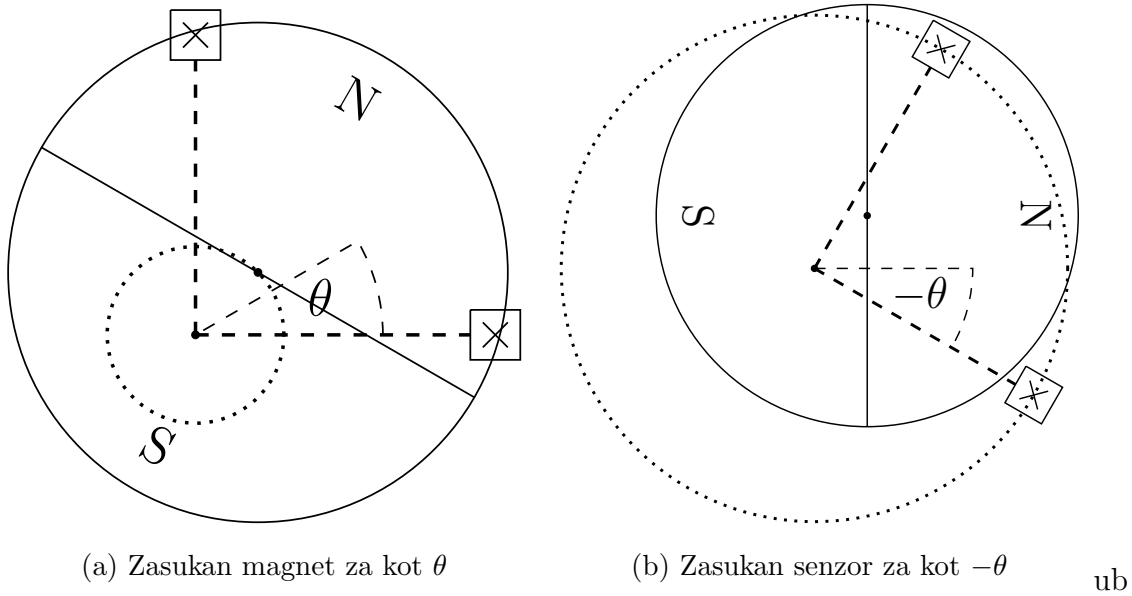 N
θ
S
S
N
−θ
(a) Zasukan magnet za kot θ
(b) Zasukan senzor za kot −θ
ub